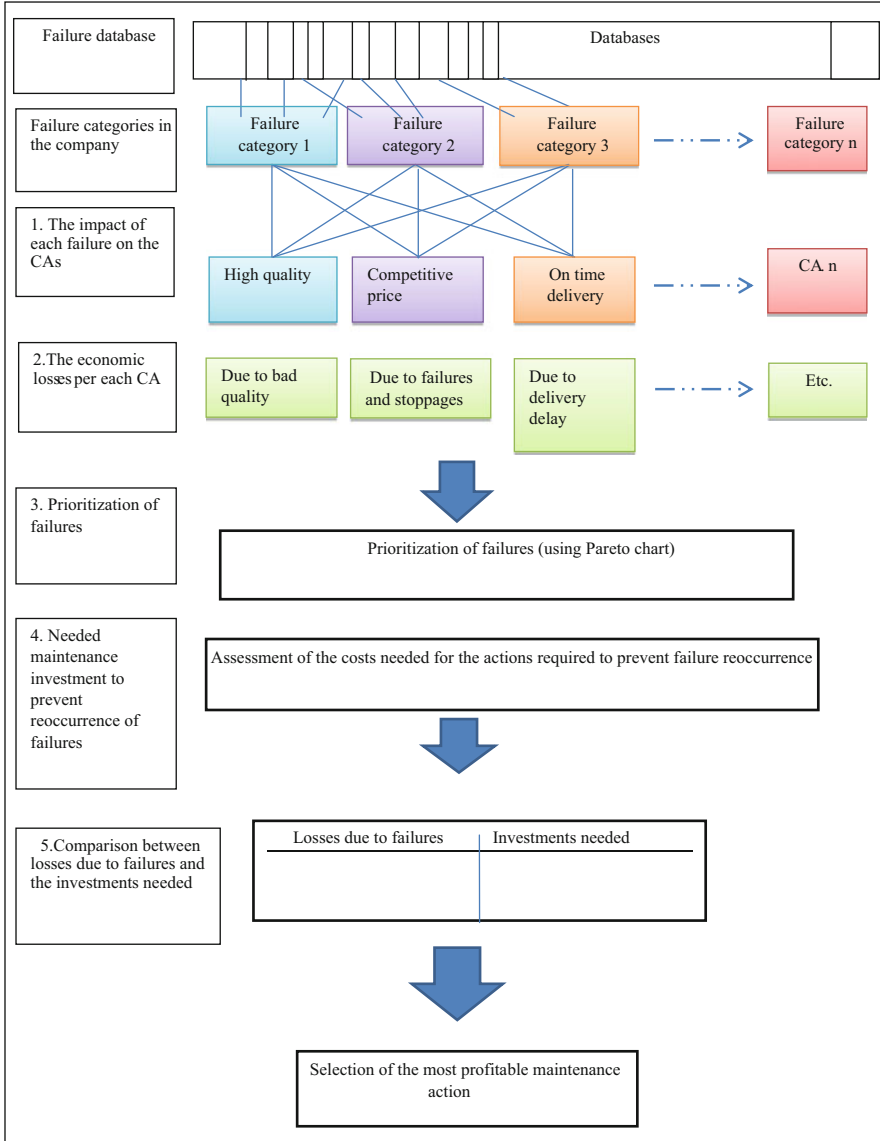 Failure database
Databases
Failure categories in
the company
Failure
category 1
Failure
category 2
Failure
category 3
Failure
category n
1. The impact of
each failure on the
CAs
High quality
Competitive
price
On time
delivery
CA. n
2.The economic
losses per each CA
Due to bad
quality
Due to failures
and stoppages
Due to
delivery
delay
Etc.
3. Prioritization of
failures
Prioritization of failures (using Pareto chart)
4. Needed
maintenance
investment to
prevent
reoccurrence of
failures
Assessment of the costs needed for the actions required to prevent failure reoccurrence
5.Comparison between
losses due to failures and
the investments needed
Losses due to failures
Investments needed
Selection of the most profitable maintenance
action